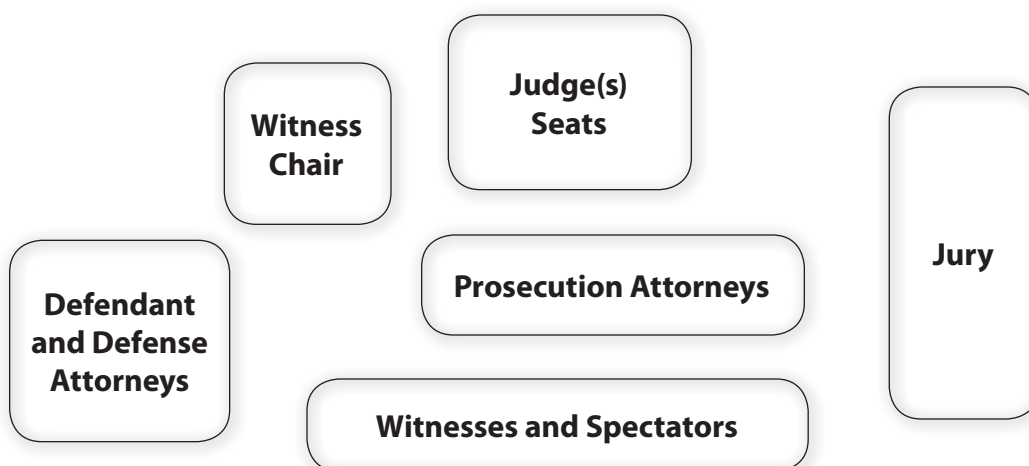 Judge(s)
Seats
Witness
Chair
Jury
Prosecution Attorneys
Defendant
and Defense
Attorneys
Witnesses and Spectators